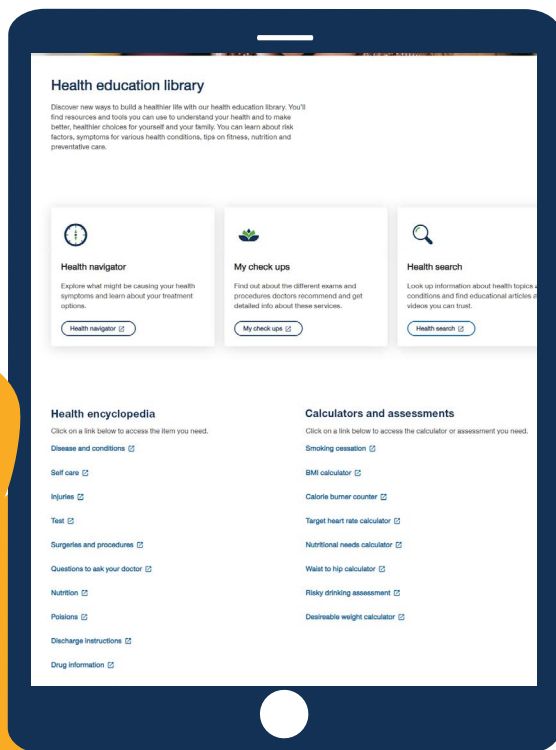 Health education library
Discover new ways to build a healthier life with our health education library. You'll
find resources and tools you can use to understand your health and to make
better, healthier choices for yourself and your family. You can learn about risk
factors, symptoms for various health conditions, tips on fitness, nutrition and
preventative care.
Health navigator
Explore what might be causing your health
symptoms and learn about your treatment
options.
Health navigator
My check ups
Find out about the different exams and
procedures doctors recommend and get
detailed info about these services.
My check ups
Health search
Look up information about health topics
conditions and find educational articles
videos you can trust.
Health search
Health encyclopedia
Click on a link below to access the item you need.
Disease and conditions
Self care
Injuries
Test
Surgeries and procedures
Questions to ask your doctor
Nutrition
Poisions
Discharge instructions
Drug information
Calculators and assessments
Click on a link below to access the calculator or assessment you need.
Smoking cessation
BMI calculator
Calorie burner counter
Target heart rate calculator
Nutritional needs calculator
Waist to hip calculator
Risky drinking assessment
Desireable weight calculator